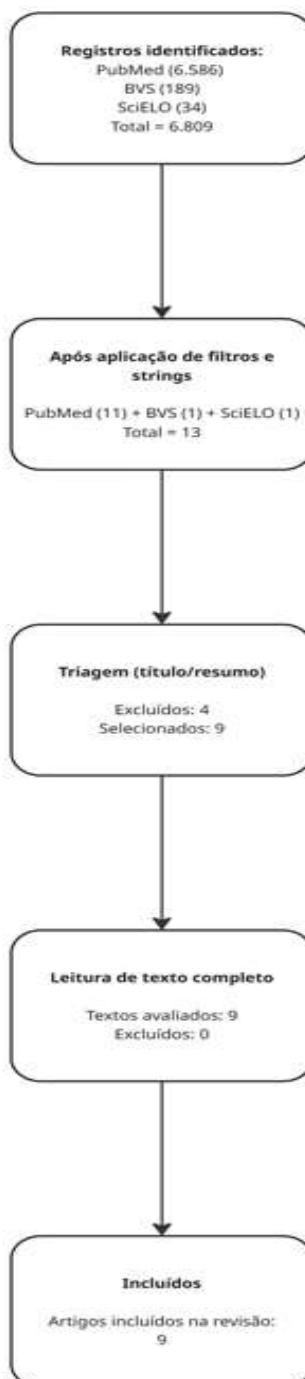 Registros identificados:
PubMed (6.586)
BVS (189)
SciELO (34)
Total = 6.809
Após aplicação de filtros e
strings
PubMed (11) + BVS (1) + SciELO (1)
Total = 13
Triagem (título/resumo)
Excluídos: 4
Selecionados: 9
Leitura de texto completo
Textos avaliados: 9
Excluídos: 0
Incluídos
Artigos incluídos na revisão:
9